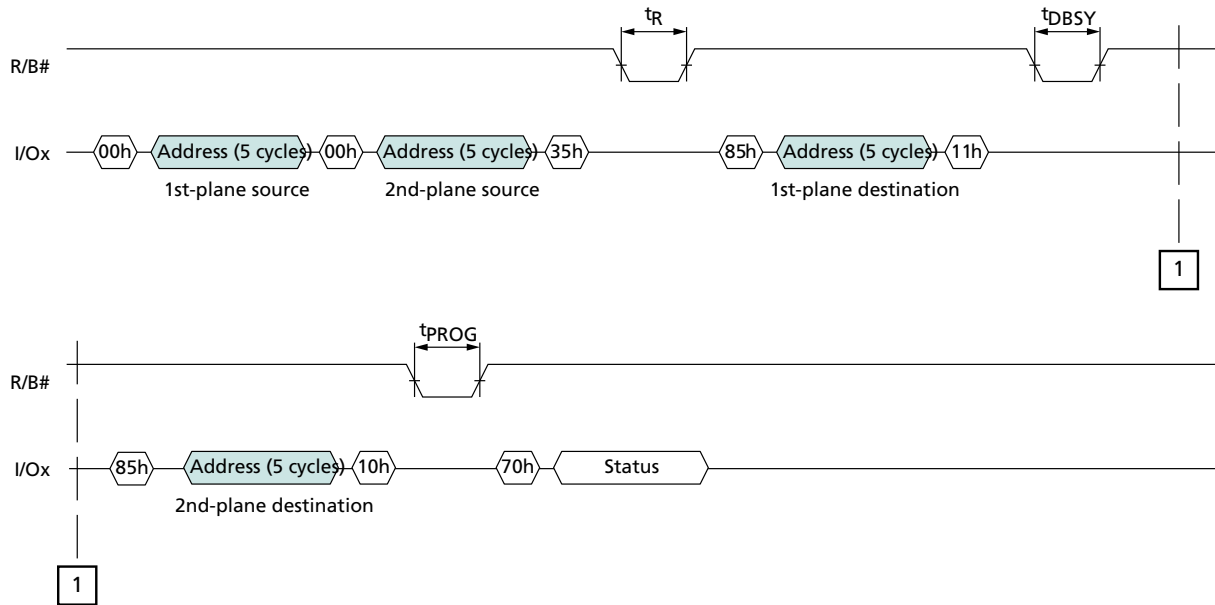 tR tDBSY
R/B#
I/Ox 00h Address (5 cycles) 00h Address (5 cycles) 35h 85h Address (5 cycles) 11h
1st-plane source 2nd-plane source 1st-plane destination
1
tPROG
R/B#
I/Ox 85h Address (5 cycles) 10h 70h Status
2nd-plane destination
1